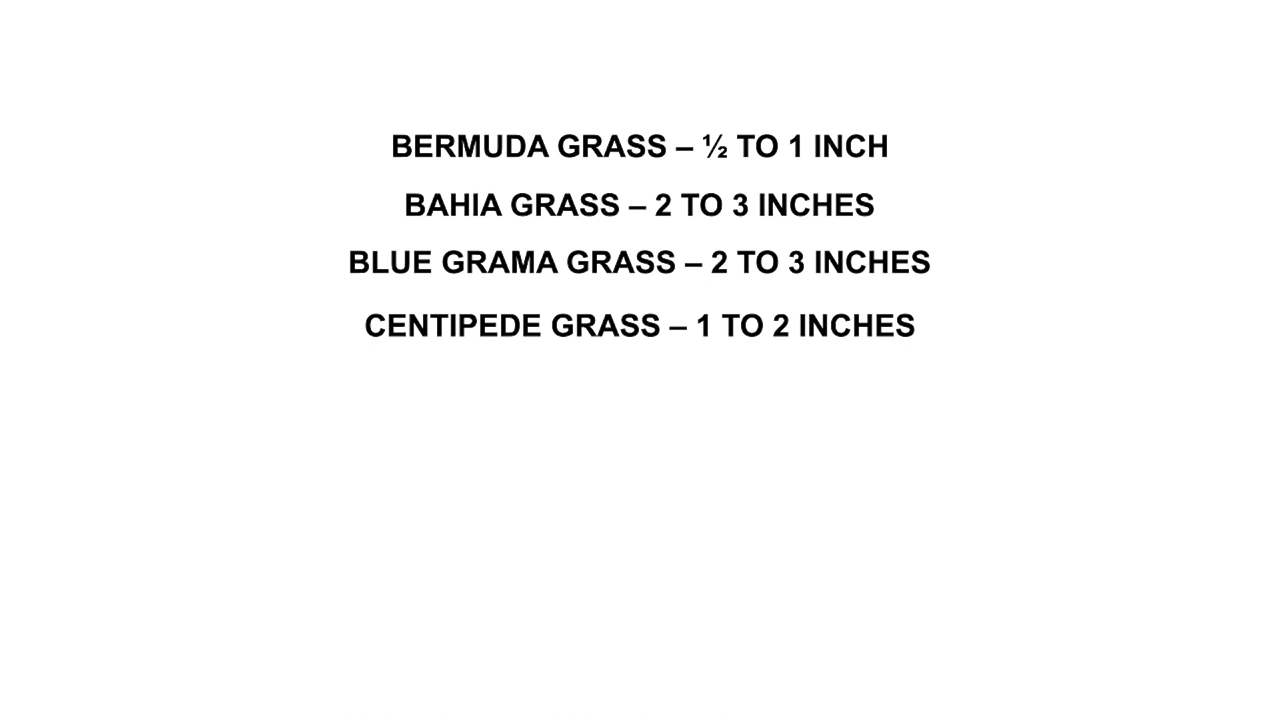 BERMUDA GRASS – ½ TO 1 INCH
BAHIA GRASS – 2 TO 3 INCHES
BLUE GRAMA GRASS – 2 TO 3 INCHES
CENTIPEDE GRASS – 1 TO 2 INCHES